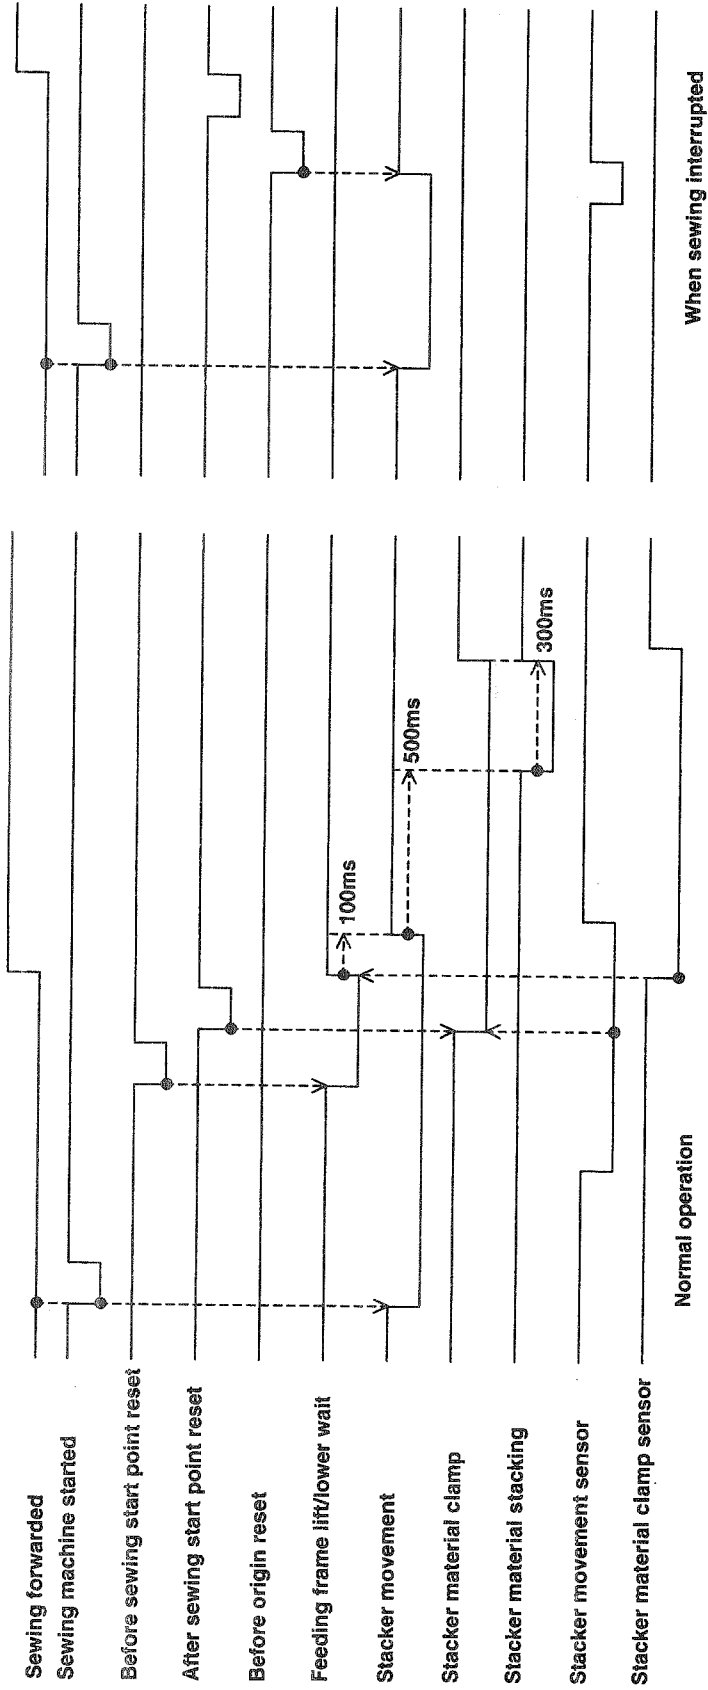 Sewing forwarded
Sewing machine started
Before sewing start point reset
After sewing start point reset
Before origin reset
Feeding frame lift/lower wait
Stacker movement
Stacker material clamp
Stacker material stacking
Stacker movement sensor
Stacker material clamp sensor
100ms
500ms
300ms
Normal operation
When sewing interrupted